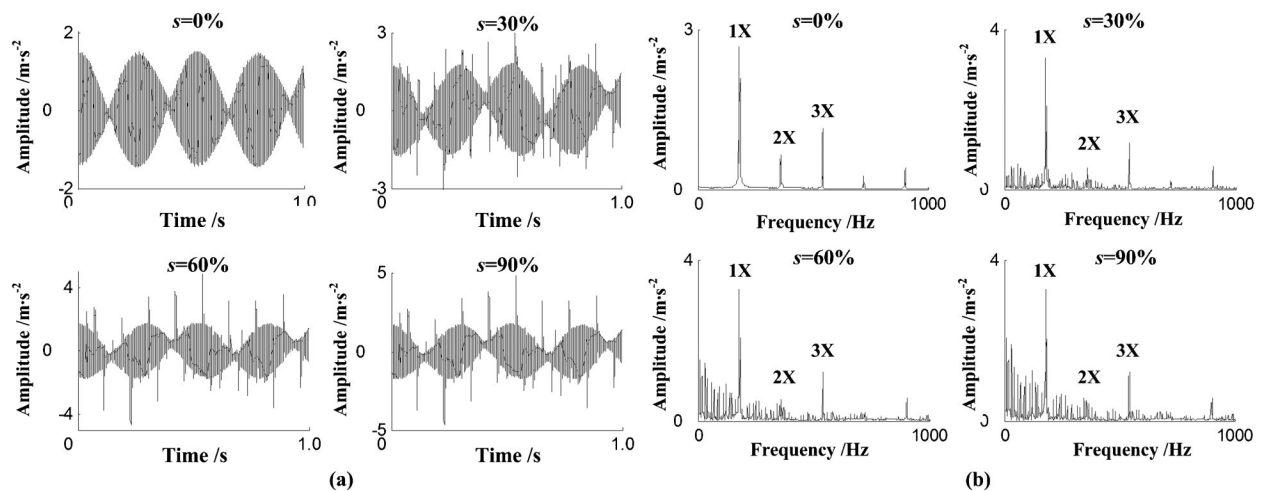 s=0%
Amplitude /m·s⁻²
2
0
-2
0
1.0
Time /s
s=30%
Amplitude /m·s⁻²
3
0
-3
0
1.0
Time /s
s=60%
Amplitude /m·s⁻²
4
0
-4
0
1.0
Time /s
s=90%
Amplitude /m·s⁻²
5
0
-5
0
1.0
Time /s
(a)
s=0%
Amplitude /m·s⁻²
3
0
1X
2X
3X
0
1000
Frequency /Hz
s=30%
Amplitude /m·s⁻²
4
0
1X
2X
3X
0
1000
Frequency /Hz
s=60%
Amplitude /m·s⁻²
4
0
1X
2X
3X
0
1000
Frequency /Hz
s=90%
Amplitude /m·s⁻²
4
0
1X
2X
3X
0
1000
Frequency /Hz
(b)